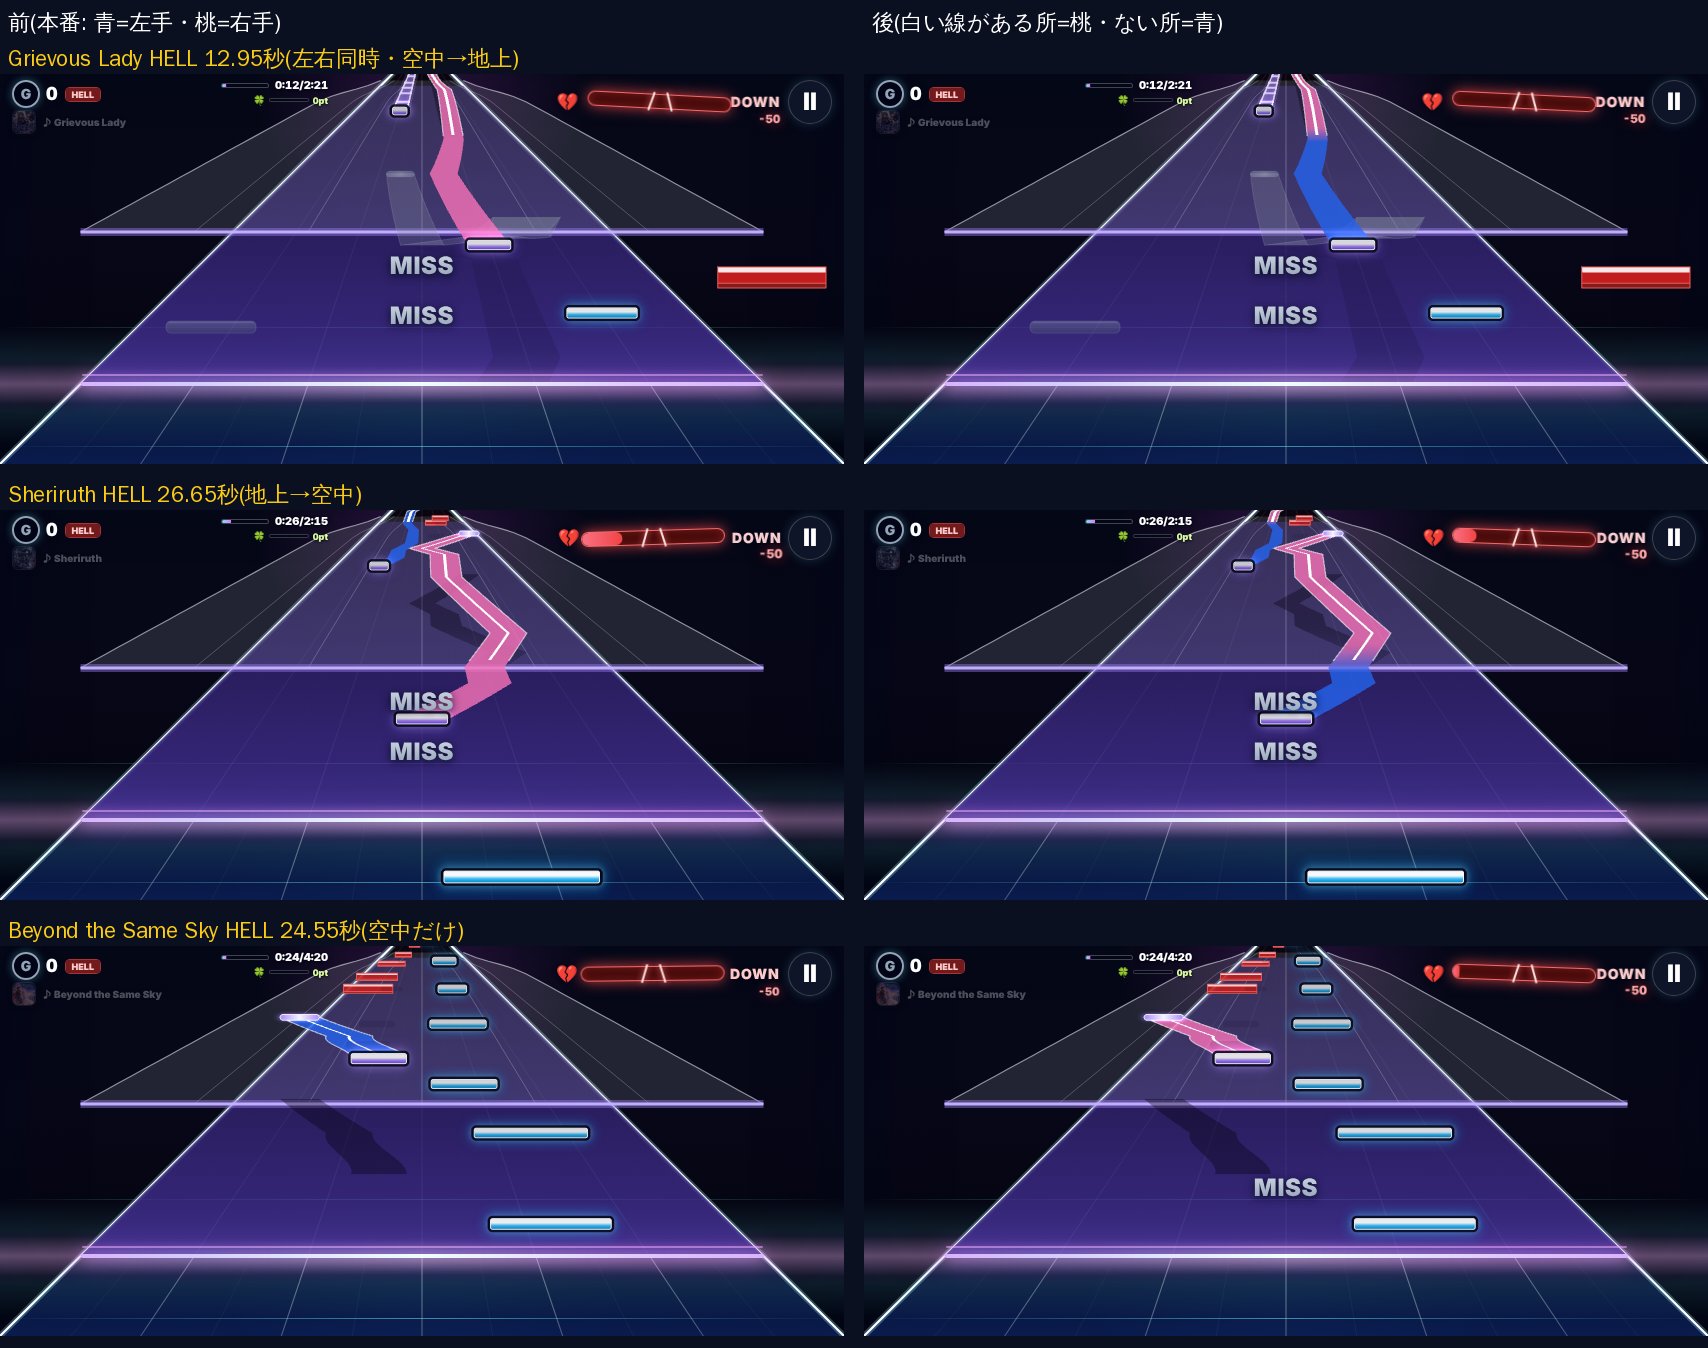 前(本番: 青=左手・桃=右手)
後(白い線がある所=桃・ない所=青)
Grievous Lady HELL 12.95秒(左右同時・空中→地上)
G 0 HELL
0:12/2:21
0pt
DOWN
-50
♪ Grievous Lady
MISS
MISS
G 0 HELL
0:12/2:21
0pt
DOWN
-50
♪ Grievous Lady
MISS
MISS
Sheriruth HELL 26.65秒(地上→空中)
G 0 HELL
0:26/2:15
0pt
DOWN
-50
♪ Sheriruth
MISS
MISS
G 0 HELL
0:26/2:15
0pt
DOWN
-50
♪ Sheriruth
MISS
MISS
Beyond the Same Sky HELL 24.55秒(空中だけ)
G 0 HELL
0:24/4:20
0pt
DOWN
-50
♪ Beyond the Same Sky
G 0 HELL
0:24/4:20
0pt
DOWN
-50
♪ Beyond the Same Sky
MISS